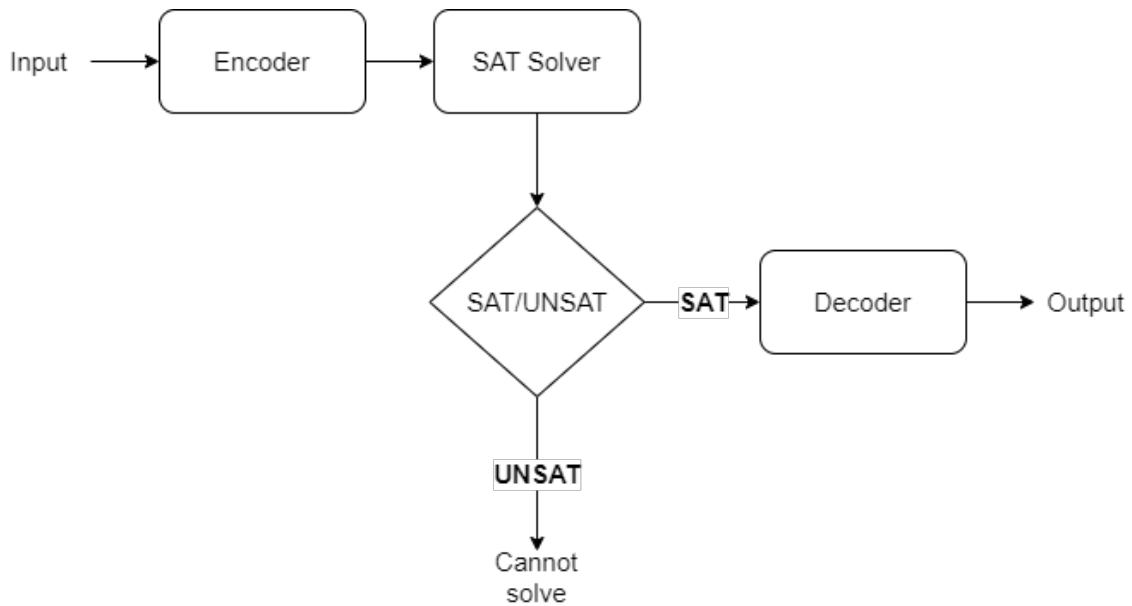 Input
Encoder
SAT Solver
SAT/UNSAT
SAT
Decoder
Output
UNSAT
Cannot
solve